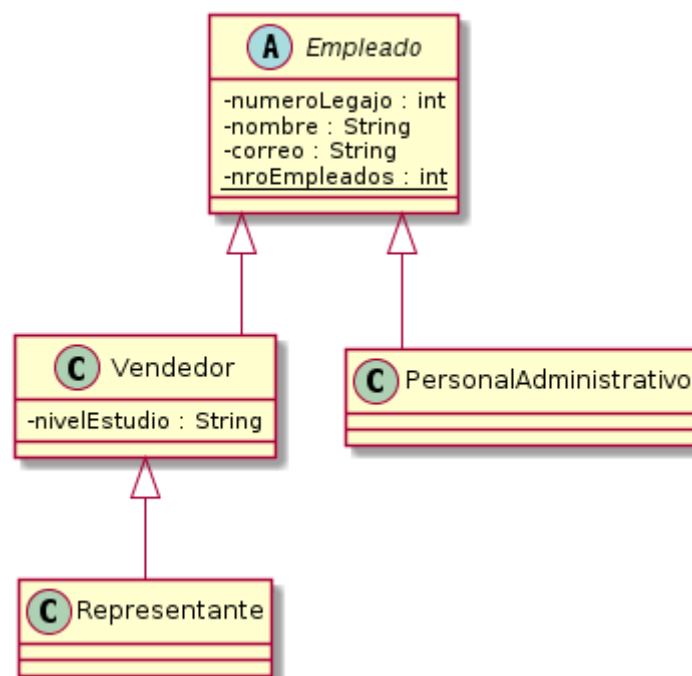 A Empleado
-numeroLegajo : int
-nombre : String
-correo : String
-nroEmpleados : int
C Vendedor
-nivelEstudio : String
C PersonalAdministrativo
C Representante